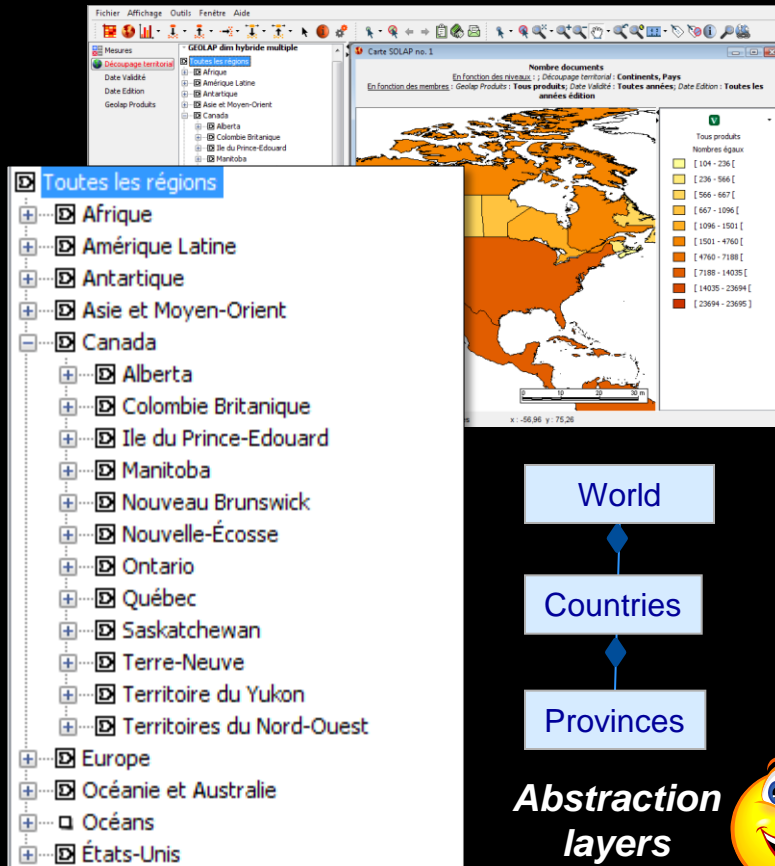 Fichier Affichage Outils Fenêtre Aide
Mesures
Découpage territorial
Date Validité
Date Edition
Geolap Produits
GEOLAP dim hybride multiple
Toutes les régions
Afrique
Amérique Latine
Antartique
Asie et Moyen-Orient
Canada
Alberta
Colombie Britanique
Ile du Prince-Edouard
Manitoba
Carte SOLAP no. 1
Nombre documents
En fonction des niveaux : ; Découpage territorial : Continents, Pays
En fonction des membres : Geolap Produits : Tous produits; Date Validité : Toutes années; Date Edition : Toutes les
années édition
Tous produits
Nombres égaux
[ 104 - 236 [
[ 236 - 566 [
[ 566 - 667 [
[ 667 - 1096 [
[ 1096 - 1501 [
[ 1501 - 4760 [
[ 4760 - 7188 [
[ 7188 - 14035 [
[ 14035 - 23694 [
[ 23694 - 23695 ]
0 10 20 30 m
x : -56,96 y : 75,26
Toutes les régions
Afrique
Amérique Latine
Antartique
Asie et Moyen-Orient
Canada
Alberta
Colombie Britanique
Ile du Prince-Edouard
Manitoba
Nouveau Brunswick
Nouvelle-Écosse
Ontario
Québec
Saskatchewan
Terre-Neuve
Territoire du Yukon
Territoires du Nord-Ouest
Europe
Océanie et Australie
Océans
États-Unis
World
Countries
Provinces
Abstraction
layers